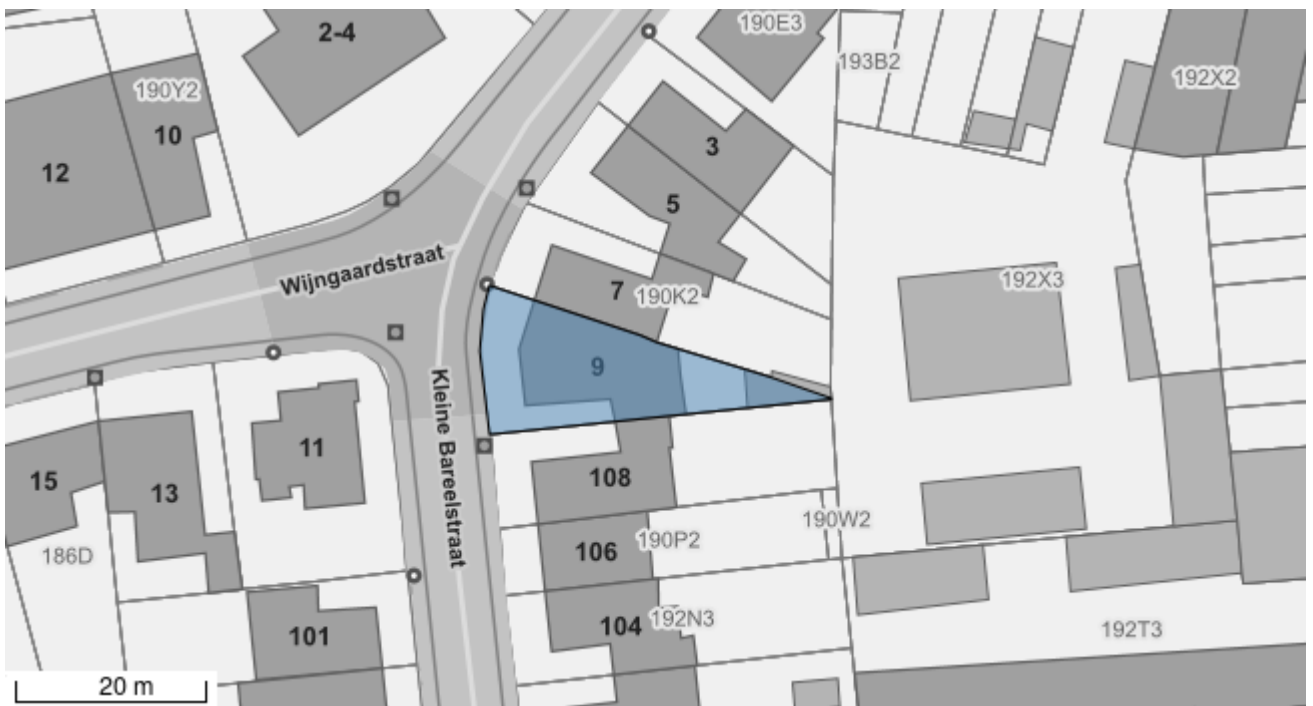 2-4
190E3
193B2
192X2
190Y2
10
12
3
5
Wijngaardstraat
7
190K2
192X3
9
Kleine Bareelstraat
11
15
13
108
186D
106
190P2
190W2
101
104
192N3
192T3
20 m